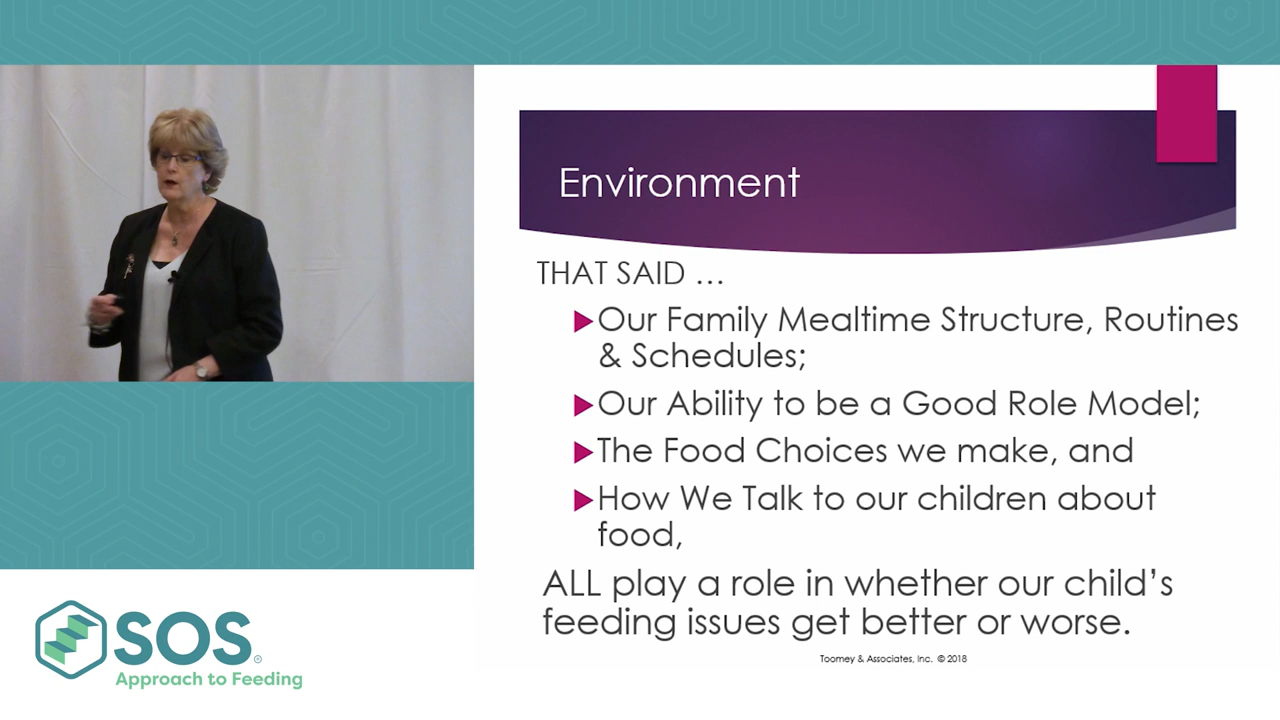 Environment
THAT SAID …
Our Family Mealtime Structure, Routines
& Schedules;
Our Ability to be a Good Role Model;
The Food Choices we make, and
How We Talk to our children about
food,
ALL play a role in whether our child’s
feeding issues get better or worse.
Toomey & Associates, Inc. © 2018
SOS®
Approach to Feeding